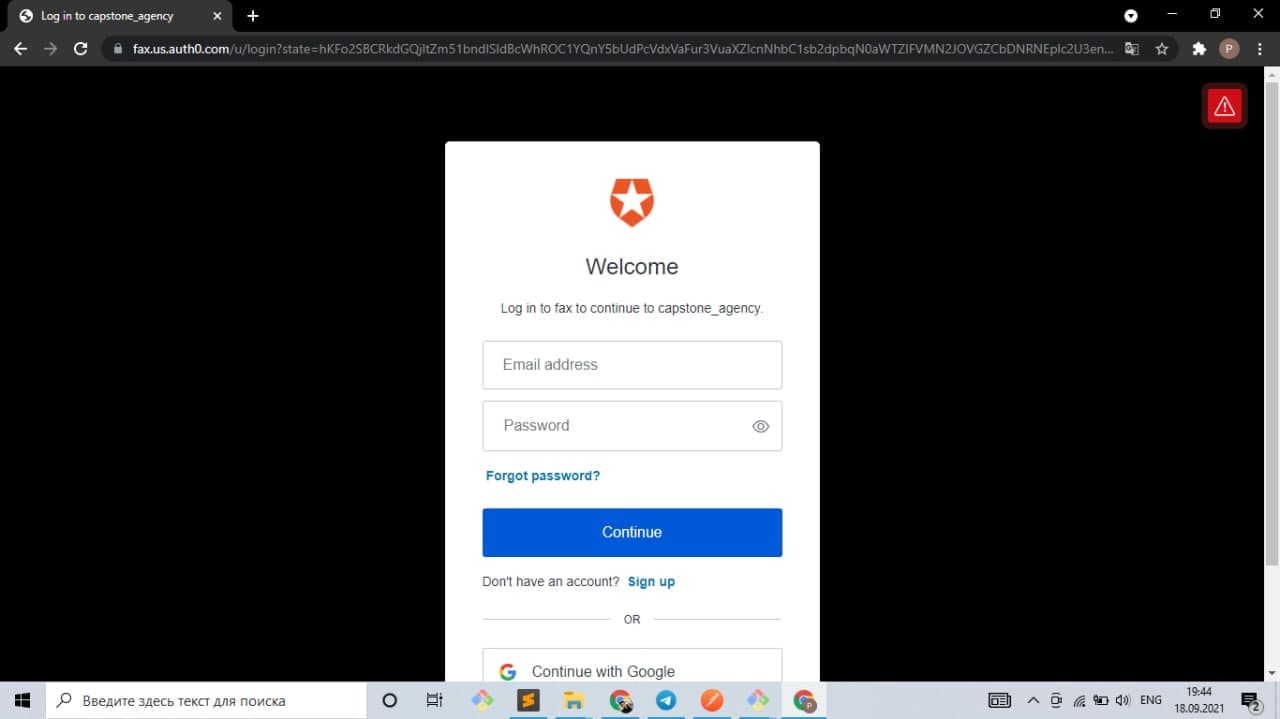 Log in to capstone_agency
fax.us.auth0.com/u/login?state=hKFo2SBCRkdGQjItZm51bndISldBcWhROC1YQnY5bUdPcVdxVaFur3VuaXZlcnNhbC1sb2dpbqN0aWTZIFVMN2JOVGZCbDNRNEplc2U3en...
P
Welcome
Log in to fax to continue to capstone_agency.
Email address
Password
Forgot password?
Continue
Don't have an account? Sign up
OR
Continue with Google
Введите здесь текст для поиска
ENG
19:44
18.09.2021
2